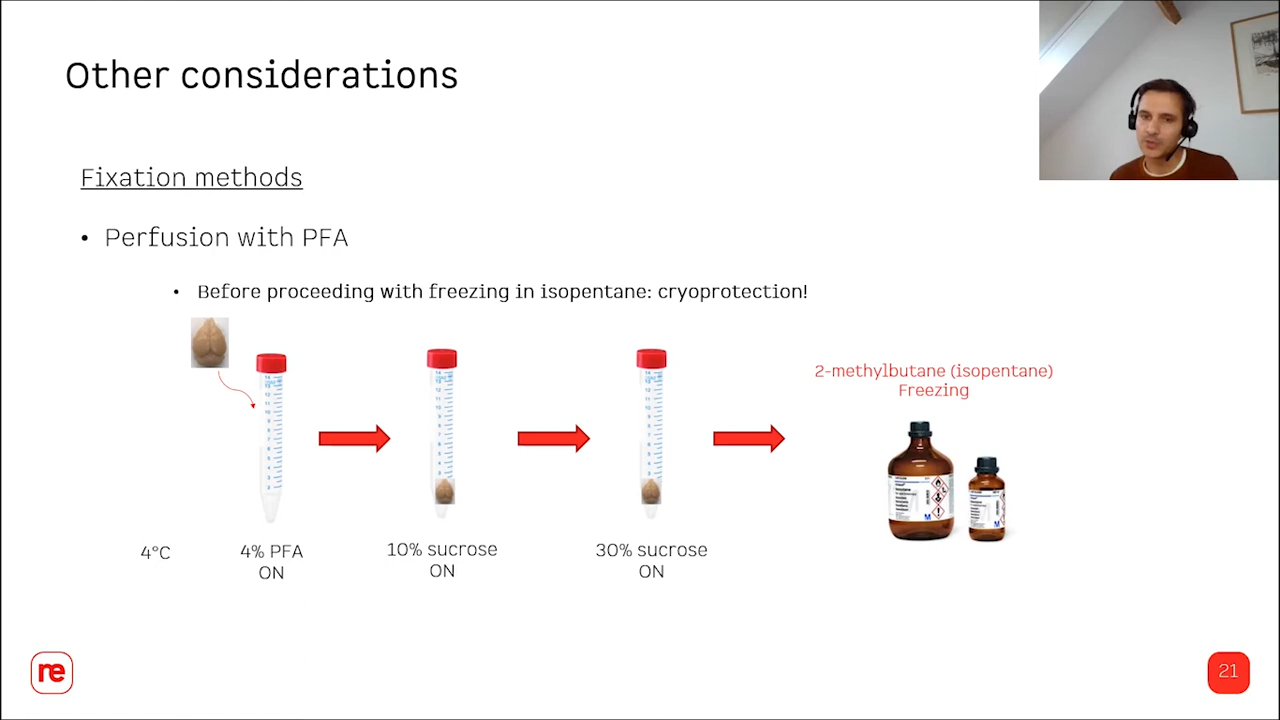 Other considerations
Fixation methods
• Perfusion with PFA
• Before proceeding with freezing in isopentane: cryoprotection!
2-methylbutane (isopentane)
Freezing
4°C
4% PFA
ON
10% sucrose
ON
30% sucrose
ON
re
21